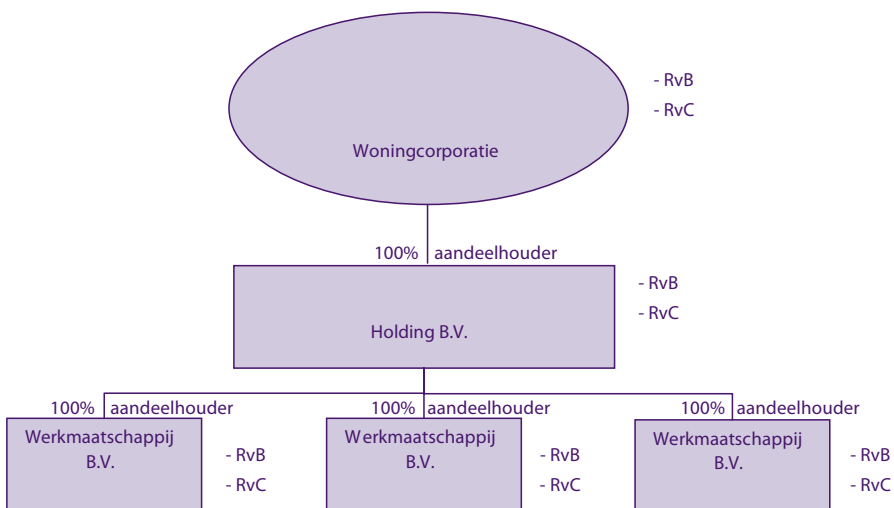 - RvB
- RvC
Woningcorporatie
100% aandeelhouder
- RvB
- RvC
Holding B.V.
100% aandeelhouder
100% aandeelhouder
100% aandeelhouder
Werkmaatschappij
B.V.
- RvB
- RvC
Werkmaatschappij
B.V.
- RvB
- RvC
Werkmaatschappij
B.V.
- RvB
- RvC